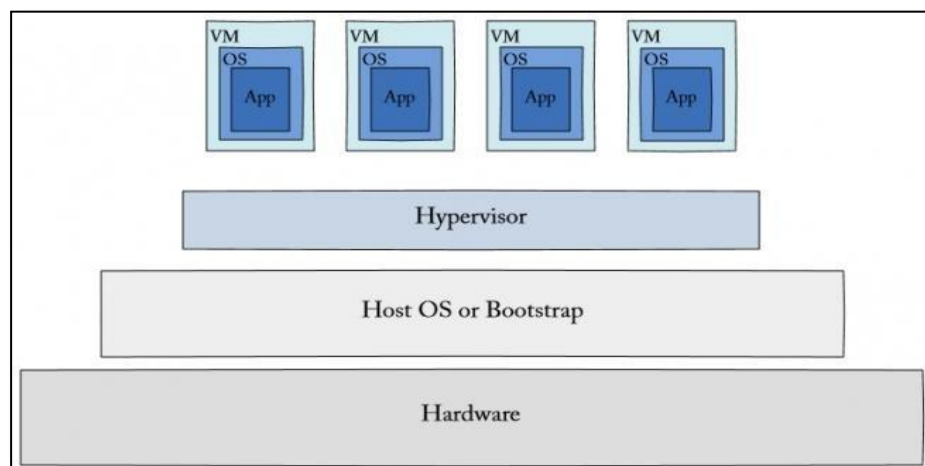 VM VM VM VM
OS OS OS OS
App App App App
Hypervisor
Host OS or Bootstrap
Hardware